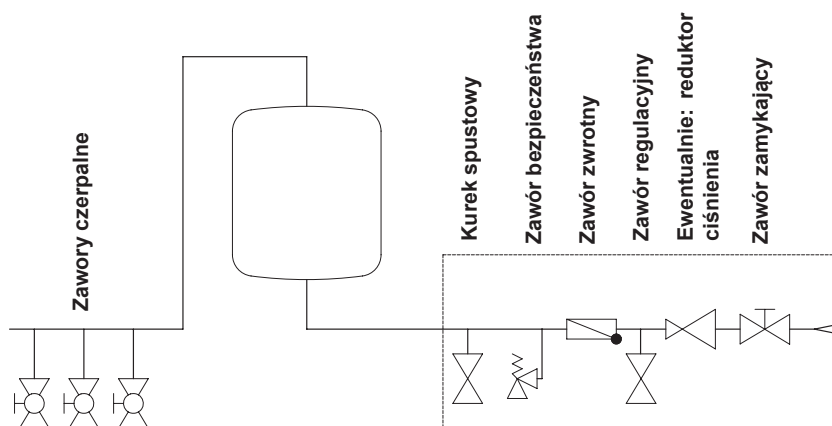 Zawory czerpalne
Kurek spustowy
Zawór bezpieczeństwa
Zawór zwrotny
Zawór regulacyjny
Ewentualnie: reduktor
ciśnienia
Zawór zamykający